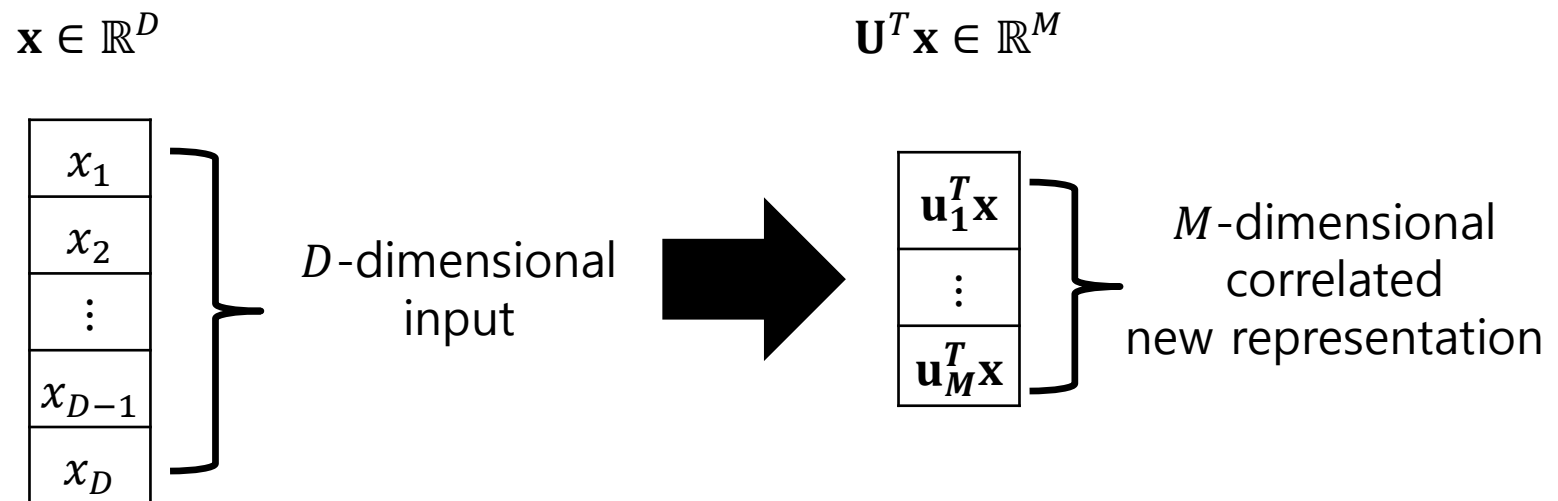 𝐱 ∈ ℝ^D
𝐔^T 𝐱 ∈ ℝ^M
x_1
x_2
⋮
x_{D−1}
x_D
D-dimensional
input
𝐮_1^T 𝐱
⋮
𝐮_M^T 𝐱
M-dimensional
correlated
new representation